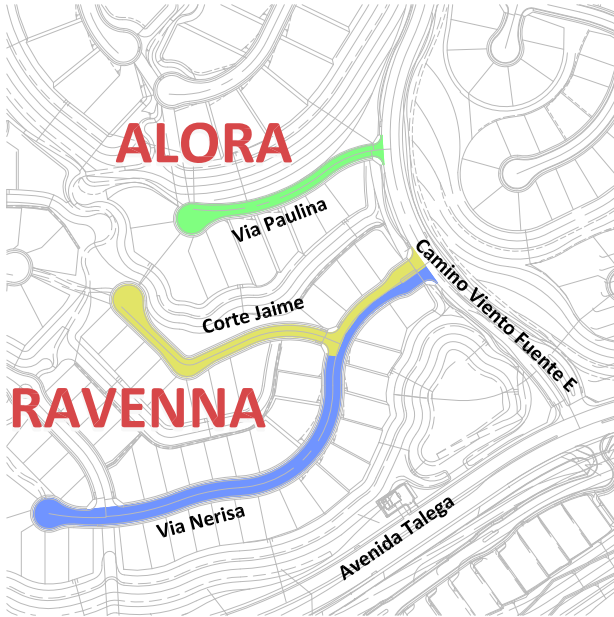 ALORA
Via Paulina
Camino Viento Fuente E
Corte Jaime
RAVENNA
Via Nerisa
Avenida Talega